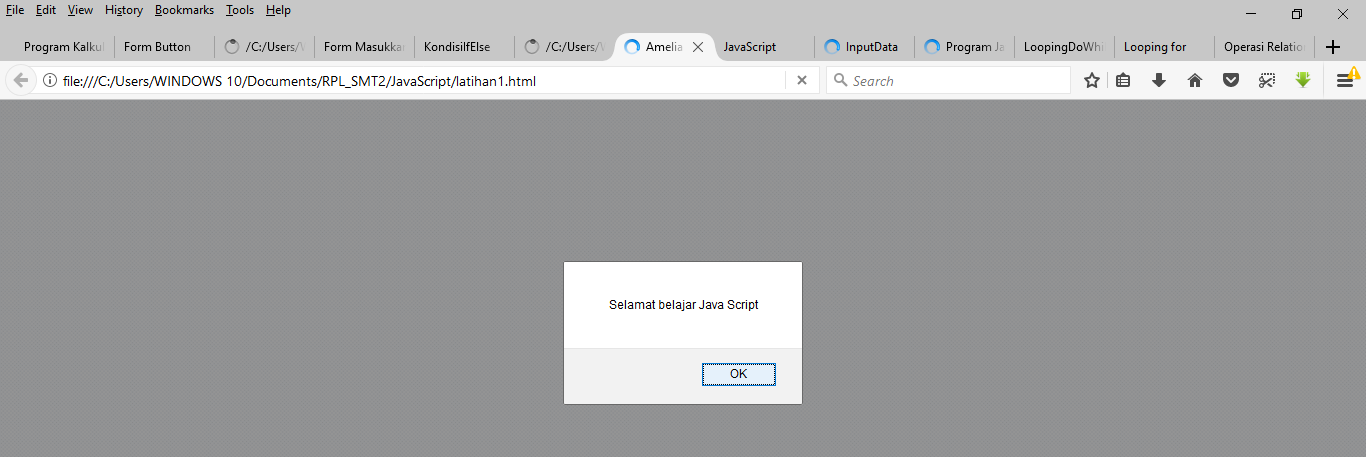 File Edit View History Bookmarks Tools Help
Program Kalkul Form Button /C:/Users/W Form Masukkan KondisiIfElse /C:/Users/W Amelia JavaScript InputData Program Ja LoopingDoWhi Looping for Operasi Relation
file:///C:/Users/WINDOWS 10/Documents/RPL_SMT2/JavaScript/latihan1.html Search
Selamat belajar Java Script
OK